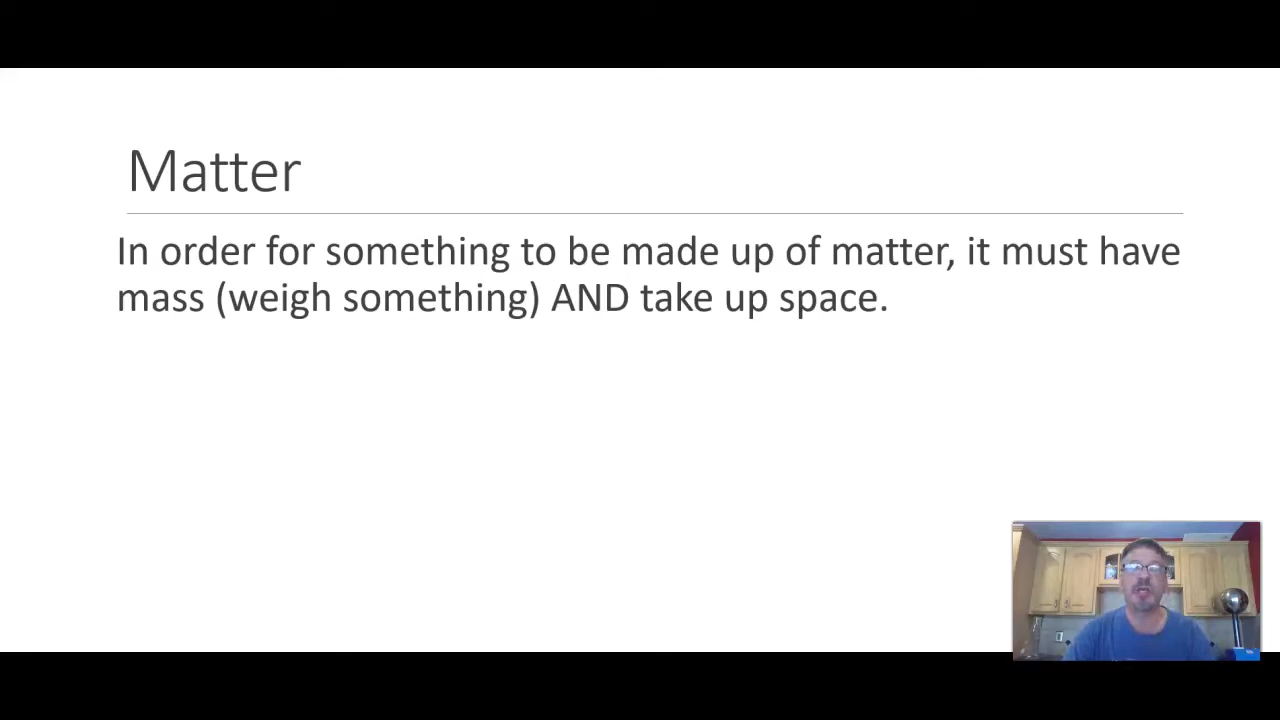 Matter
In order for something to be made up of matter, it must have
mass (weigh something) AND take up space.